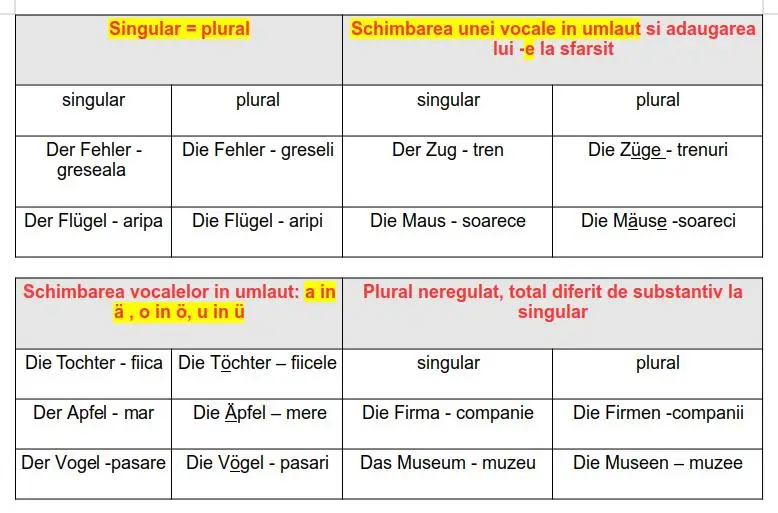 Singular = plural
Schimbarea unei vocale in umlaut si adaugarea
lui -e la sfarsit
singular
plural
singular
plural
Der Fehler -
greseala
Die Fehler - greseli
Der Zug - tren
Die Züge - trenuri
Der Flügel - aripa
Die Flügel - aripi
Die Maus - soarece
Die Mäuse -soareci
Schimbarea vocalelor in umlaut: a in
ä , o in ö, u in ü
Plural neregulat, total diferit de substantiv la
singular
Die Tochter - fiica
Die Töchter – fiicele
singular
plural
Der Apfel - mar
Die Äpfel – mere
Die Firma - companie
Die Firmen -companii
Der Vogel -pasare
Die Vögel - pasari
Das Museum - muzeu
Die Museen – muzee